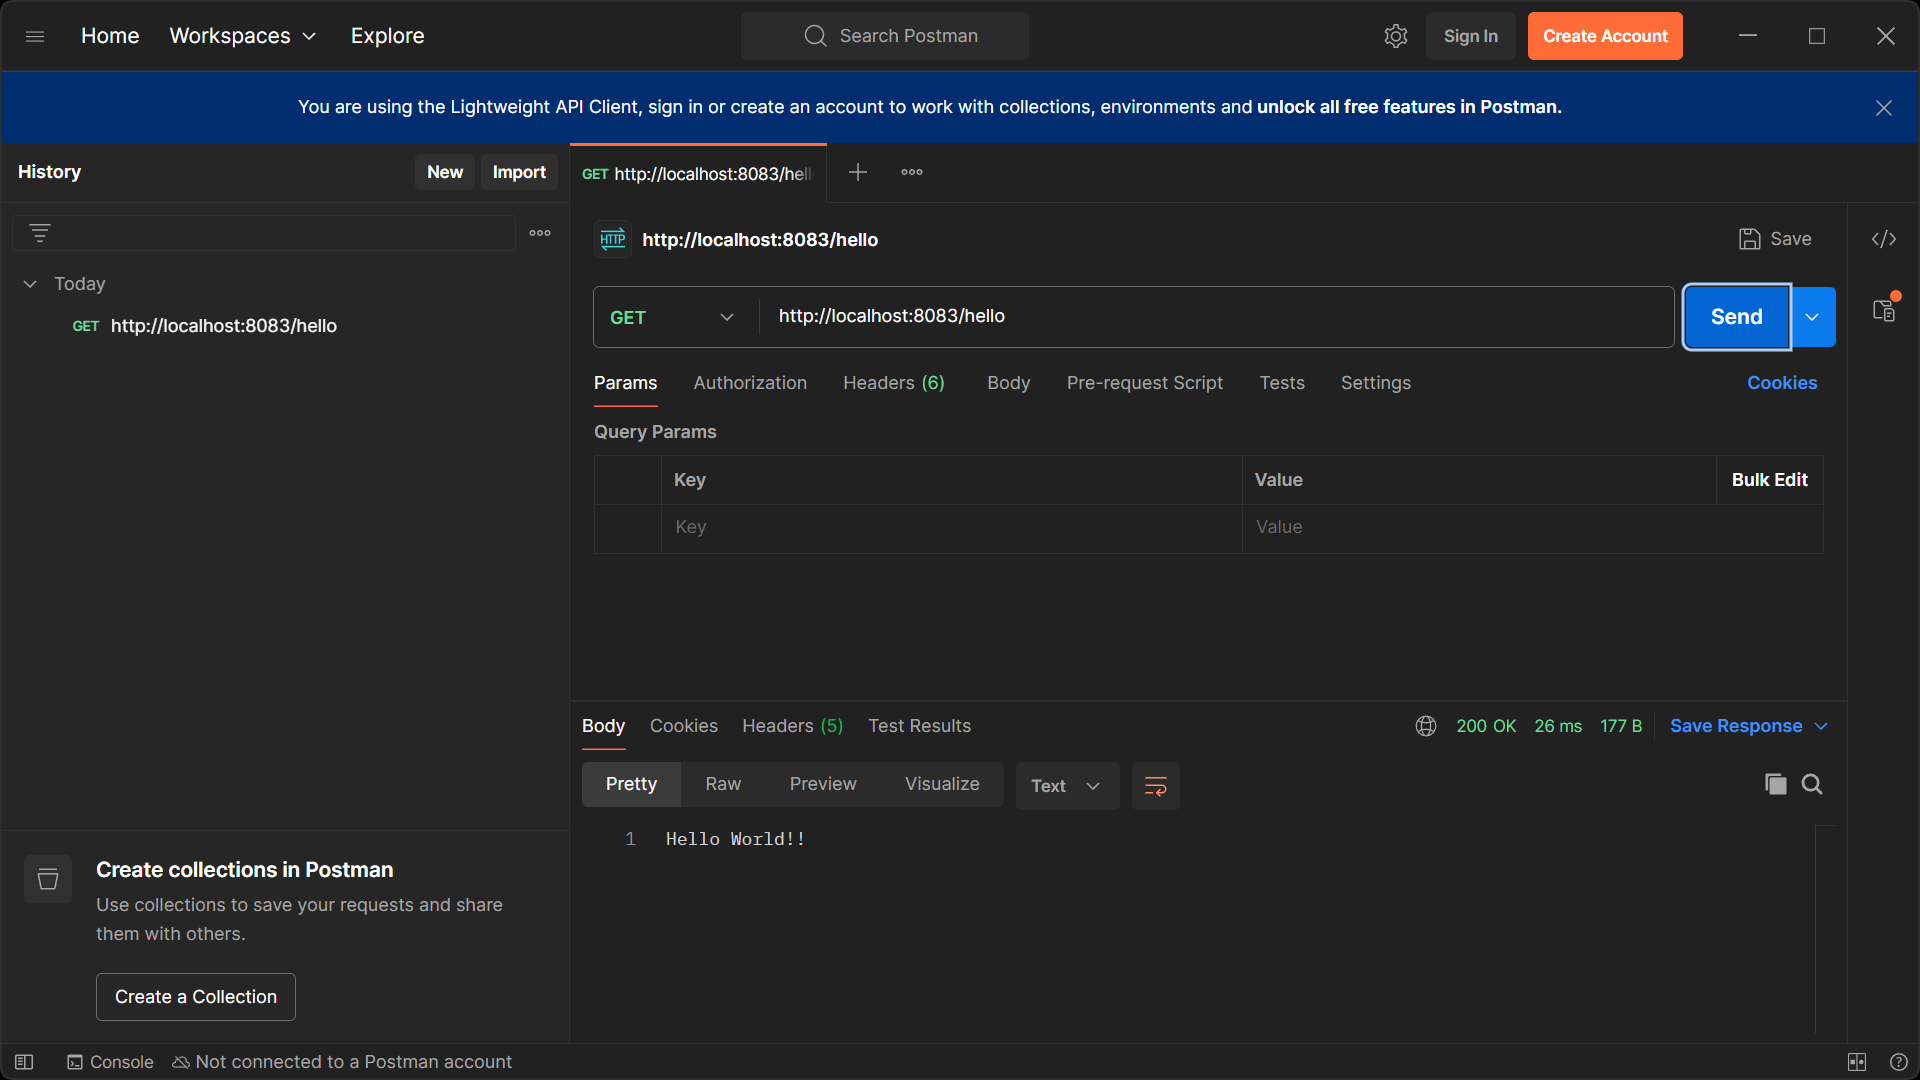 Home Workspaces Explore Search Postman Sign In Create Account
You are using the Lightweight API Client, sign in or create an account to work with collections, environments and unlock all free features in Postman.
History New Import
GET http://localhost:8083/hell
Today
GET http://localhost:8083/hello
HTTP http://localhost:8083/hello Save
GET http://localhost:8083/hello Send
Params Authorization Headers (6) Body Pre-request Script Tests Settings Cookies
Query Params
Key Value Bulk Edit
Key Value
Body Cookies Headers (5) Test Results 200 OK 26 ms 177 B Save Response
Pretty Raw Preview Visualize Text
1 Hello World!!
Create collections in Postman
Use collections to save your requests and share
them with others.
Create a Collection
Console Not connected to a Postman account